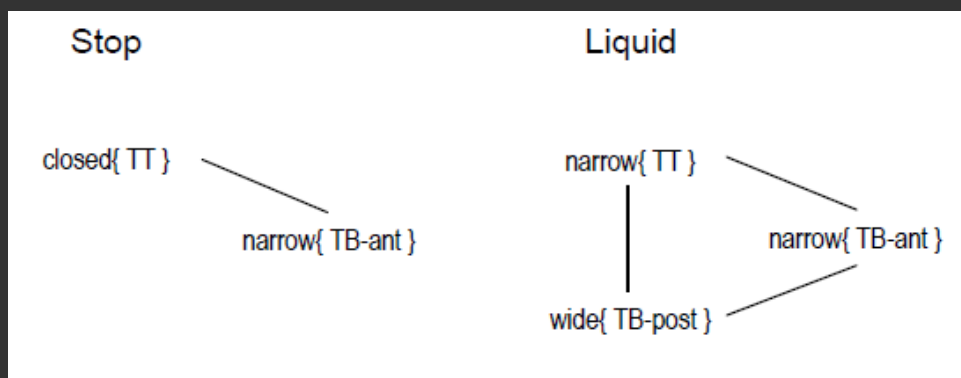 Stop
Liquid
closed{ TT }
narrow{ TT }
narrow{ TB-ant }
narrow{ TB-ant }
wide{ TB-post }